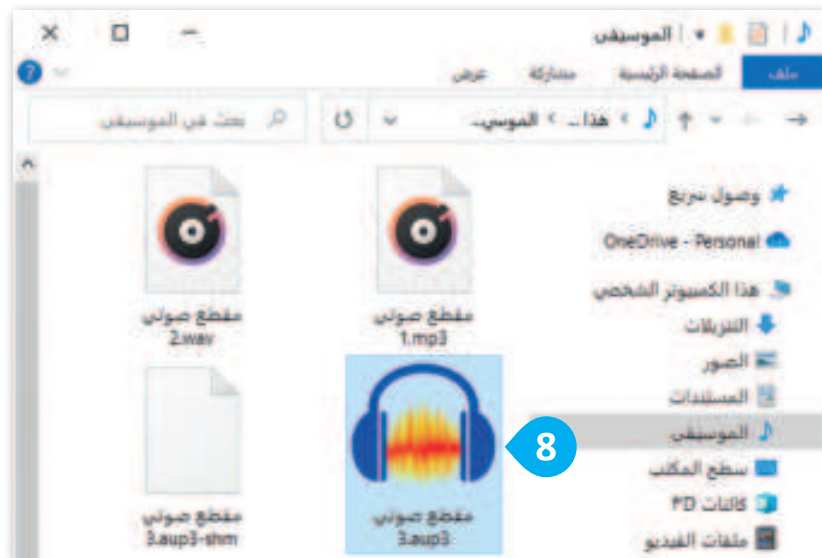 الموسيقى
ملف
الصفحة الرئيسية
مشاركة
عرض
هذا ... > الموسي...
بحث في الموسيقى
وصول سريع
OneDrive - Personal
هذا الكمبيوتر الشخصي
التنزيلات
الصور
المستندات
الموسيقى
سطح المكتب
كائنات 3D
ملفات الفيديو
مقطع صوتي
1.mp3
مقطع صوتي
2.wav
مقطع صوتي
3.aup3
مقطع صوتي
3.aup3-shm
8